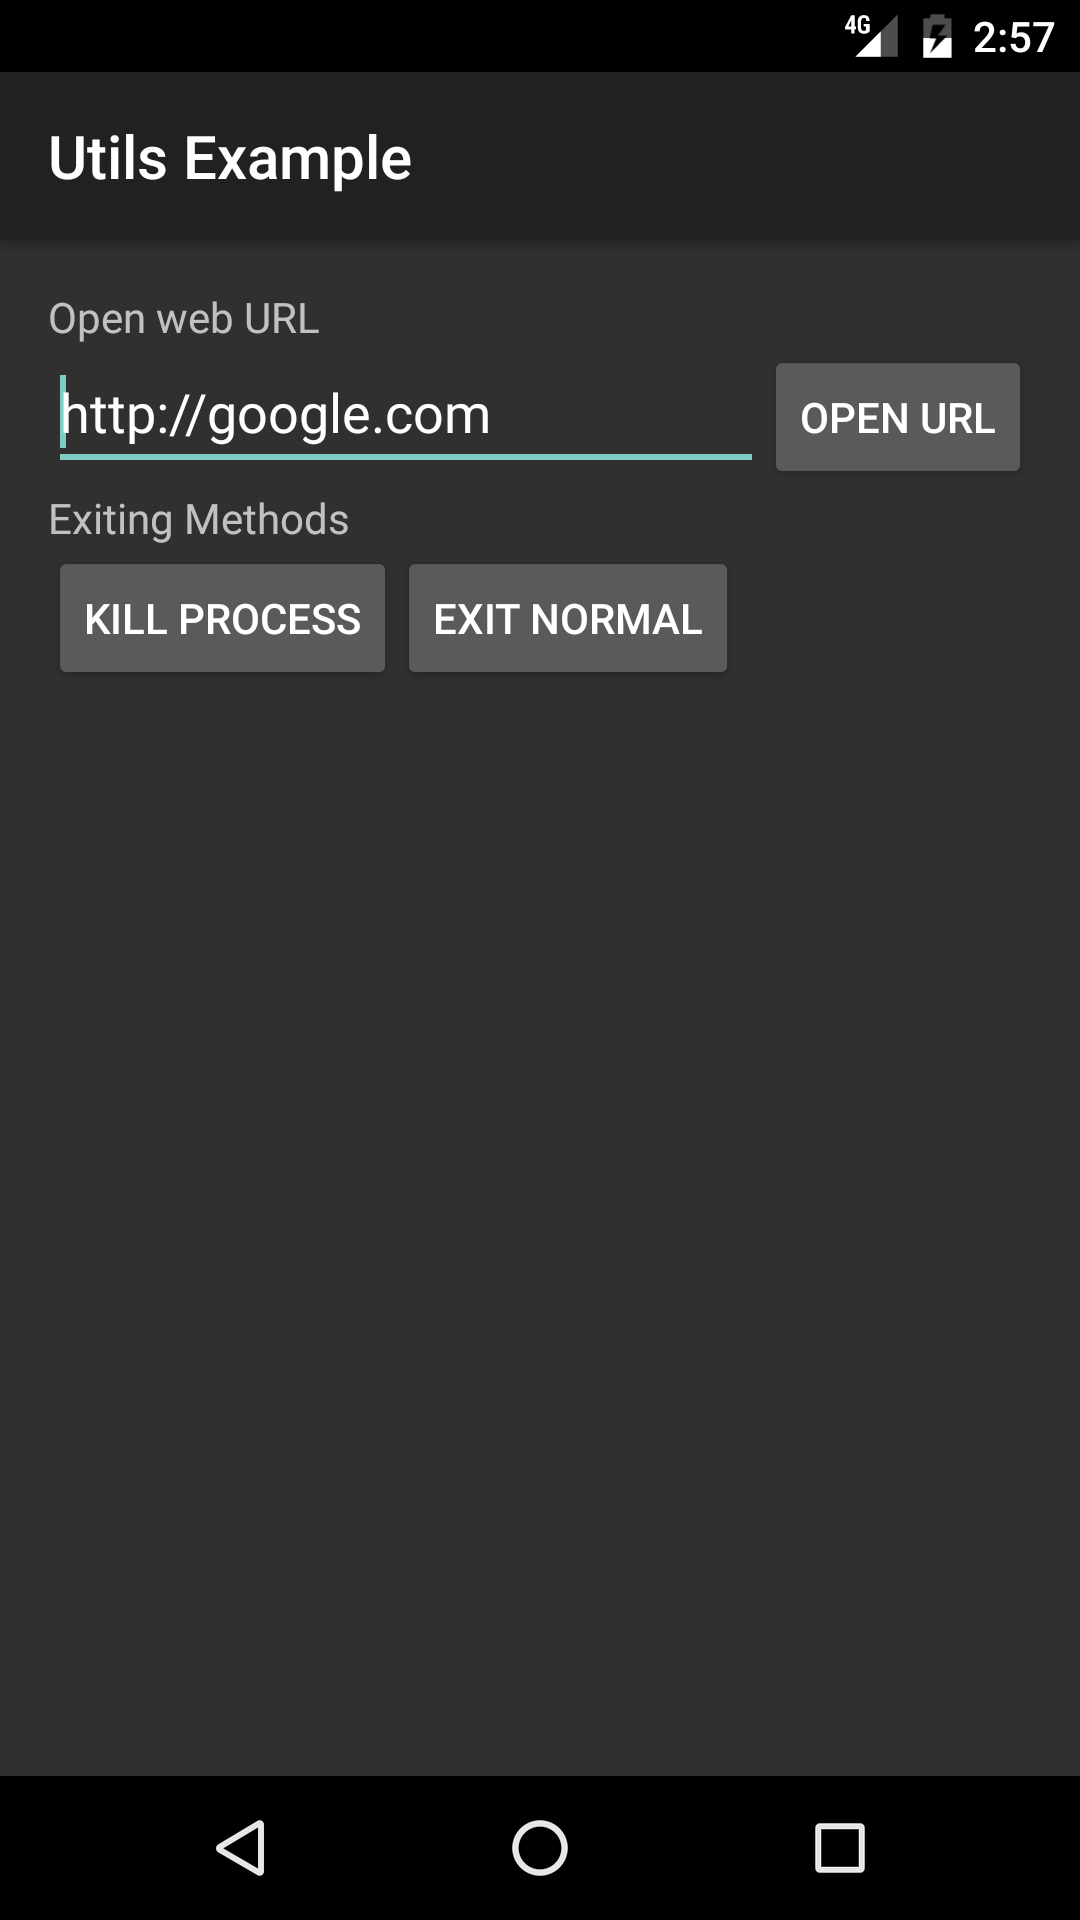 4G 2:57
Utils Example
Open web URL
http://google.com OPEN URL
Exiting Methods
KILL PROCESS EXIT NORMAL